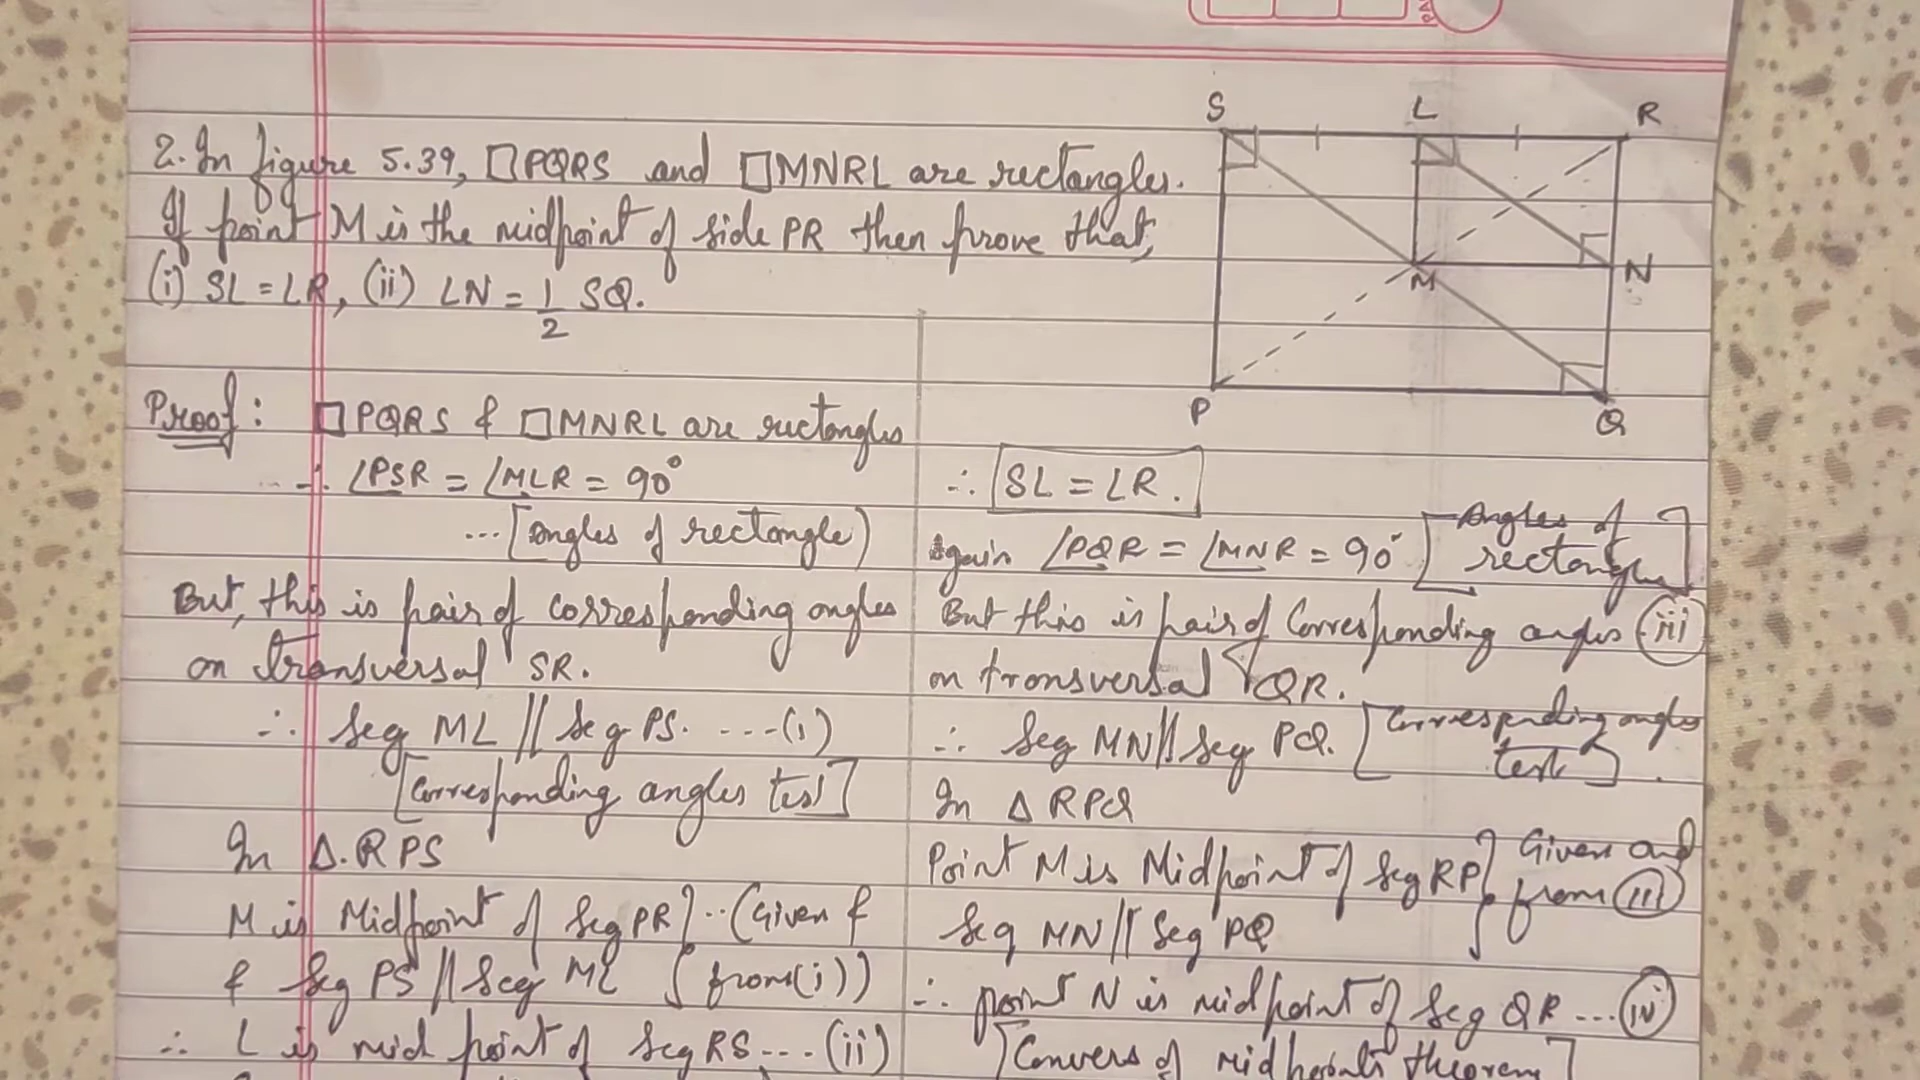 S L R
2. In figure 5.39, □PQRS and □MNRL are rectangles.
If point M is the midpoint of side PR then prove that,
(i) SL = LR, (ii) LN = 1/2 SQ.
M N
P Q
Proof: □PQRS & □MNRL are rectangles
∴ ∠PSR = ∠MLR = 90°
... [angles of rectangle)
But, this is pair of corresponding angles
on transversal SR.
∴ seg ML || seg PS. ---(i)
[Corresponding angles test]
In Δ.RPS
M is Midpoint of seg PR] ..(Given &
& seg PS || seg ML from(i))
∴ L is mid point of seg RS --- (ii)
∴ SL = LR.
Again ∠PQR = ∠MNR = 90° [Angles of rectangle]
But this is pair of Corresponding angles (iii)
on transversal QR.
∴ seg MN || seg PQ. [Corresponding angles test]
In Δ RPQ
Point M is Midpoint of seg RP] Given and
seg MN || seg PQ from (iii)
∴ point N is midpoint of seg QR ... (iv)
[Convers of midpoint theorem]